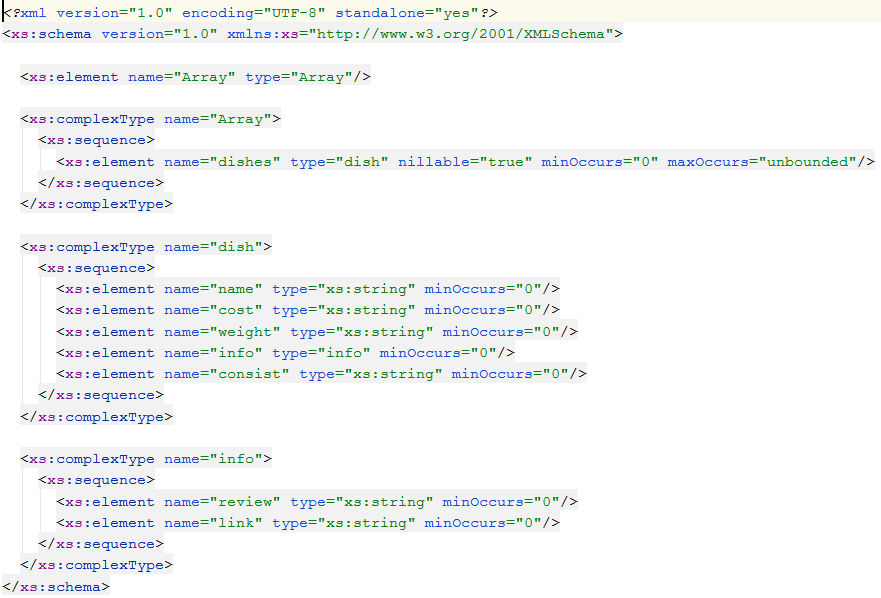 <?xml version="1.0" encoding="UTF-8" standalone="yes"?>
<xs:schema version="1.0" xmlns:xs="http://www.w3.org/2001/XMLSchema">

  <xs:element name="Array" type="Array"/>

  <xs:complexType name="Array">
    <xs:sequence>
      <xs:element name="dishes" type="dish" nillable="true" minOccurs="0" maxOccurs="unbounded"/>
    </xs:sequence>
  </xs:complexType>

  <xs:complexType name="dish">
    <xs:sequence>
      <xs:element name="name" type="xs:string" minOccurs="0"/>
      <xs:element name="cost" type="xs:string" minOccurs="0"/>
      <xs:element name="weight" type="xs:string" minOccurs="0"/>
      <xs:element name="info" type="info" minOccurs="0"/>
      <xs:element name="consist" type="xs:string" minOccurs="0"/>
    </xs:sequence>
  </xs:complexType>

  <xs:complexType name="info">
    <xs:sequence>
      <xs:element name="review" type="xs:string" minOccurs="0"/>
      <xs:element name="link" type="xs:string" minOccurs="0"/>
    </xs:sequence>
  </xs:complexType>
</xs:schema>